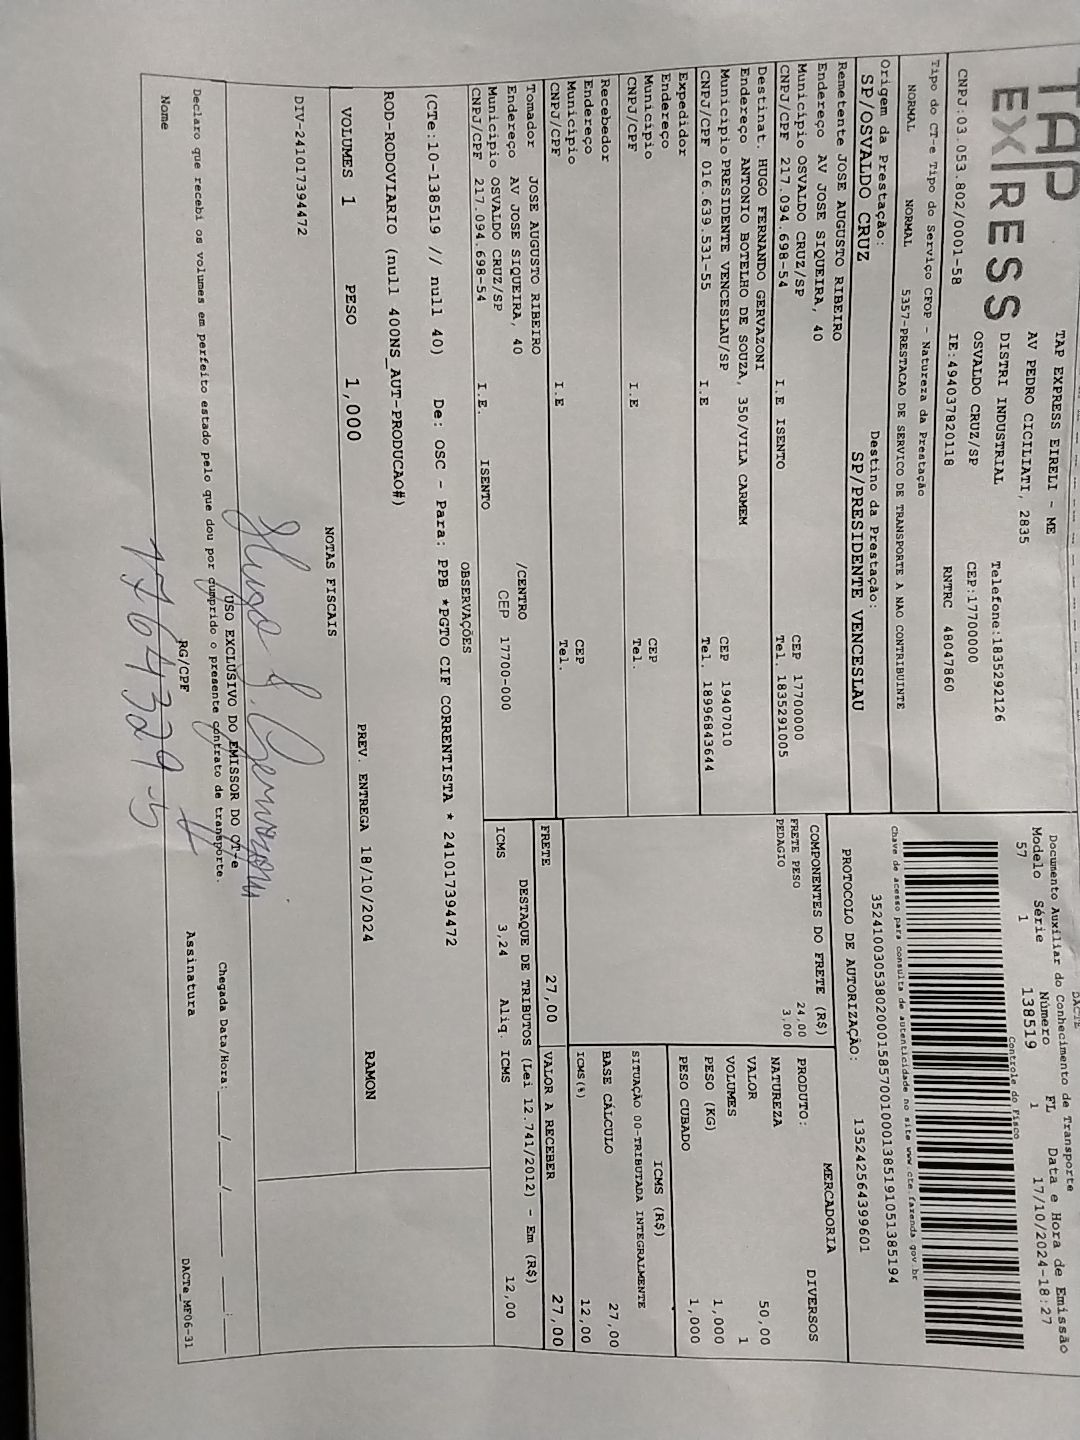 TAP
EXPRESS
TAP EXPRESS EIRELI - ME
AV PEDRO CICILIATI, 2835
DISTRI INDUSTRIAL Telefone:1835292126
OSVALDO CRUZ/SP CEP:17700000
CNPJ:03.053.802/0001-58 IE:494037820118 RNTRC 48047860
DACTE
Documento Auxiliar do Conhecimento de Transporte
Modelo Série Número FL Data e Hora de Emissão
57 1 138519 1 17/10/2024-18:27
Controle do Fisco
Chave de acesso para consulta de autenticidade no site www.cte.fazenda.gov.br
35241003053802000158570010001385191051385194
PROTOCOLO DE AUTORIZAÇÃO: 135242564399601
Tipo do CT-e Tipo do Serviço CFOP - Natureza da Prestação
NORMAL NORMAL 5357-PRESTACAO DE SERVICO DE TRANSPORTE A NAO CONTRIBUINTE
Origem da Prestação: Destino da Prestação:
SP/OSVALDO CRUZ SP/PRESIDENTE VENCESLAU
Remetente JOSE AUGUSTO RIBEIRO
Endereço AV JOSE SIQUEIRA, 40
Município OSVALDO CRUZ/SP CEP 17700000
CNPJ/CPF 217.094.698-54 I.E ISENTO Tel. 1835291005
Destinat. HUGO FERNANDO GERVAZONI
Endereço ANTONIO BOTELHO DE SOUZA, 350/VILA CARMEM
Município PRESIDENTE VENCESLAU/SP CEP 19407010
CNPJ/CPF 016.639.531-55 I.E Tel. 18996843644
Expedidor
Endereço
Município CEP
CNPJ/CPF I.E Tel.
Recebedor
Endereço
Município CEP
CNPJ/CPF I.E Tel.
Tomador JOSE AUGUSTO RIBEIRO
Endereço AV JOSE SIQUEIRA, 40 /CENTRO
Município OSVALDO CRUZ/SP CEP 17700-000
CNPJ/CPF 217.094.698-54 I.E. ISENTO
COMPONENTES DO FRETE (R$)
FRETE PESO 24,00
PEDAGIO 3,00
MERCADORIA
PRODUTO: DIVERSOS
NATUREZA
VALOR 50,00
VOLUMES 1
PESO (KG) 1,000
PESO CUBADO 1,000
ICMS (R$)
SITUAÇÃO 00-TRIBUTADA INTEGRALMENTE
BASE CÁLCULO 27,00
ICMS(%) 12,00
FRETE 27,00 VALOR A RECEBER 27,00
DESTAQUE DE TRIBUTOS (Lei 12.741/2012) - Em (R$)
ICMS 3,24 Aliq. ICMS 12,00
OBSERVAÇÕES
(CTe:10-138519 // null 40) De: OSC - Para: PPB *PGTO CIF CORRENTISTA * 241017394472
ROD-RODOVIARIO (null 400NS_AUT-PRODUCAO#)
VOLUMES 1 PESO 1,000 PREV. ENTREGA 18/10/2024 RAMON
NOTAS FISCAIS
DIV-241017394472
USO EXCLUSIVO DO EMISSOR DO CT-e
Declaro que recebi os volumes em perfeito estado pelo que dou por cumprido o presente contrato de transporte. Chegada Data/Hora: __/__/__ __:__
Nome RG/CPF Assinatura
DACTe_MF06-31